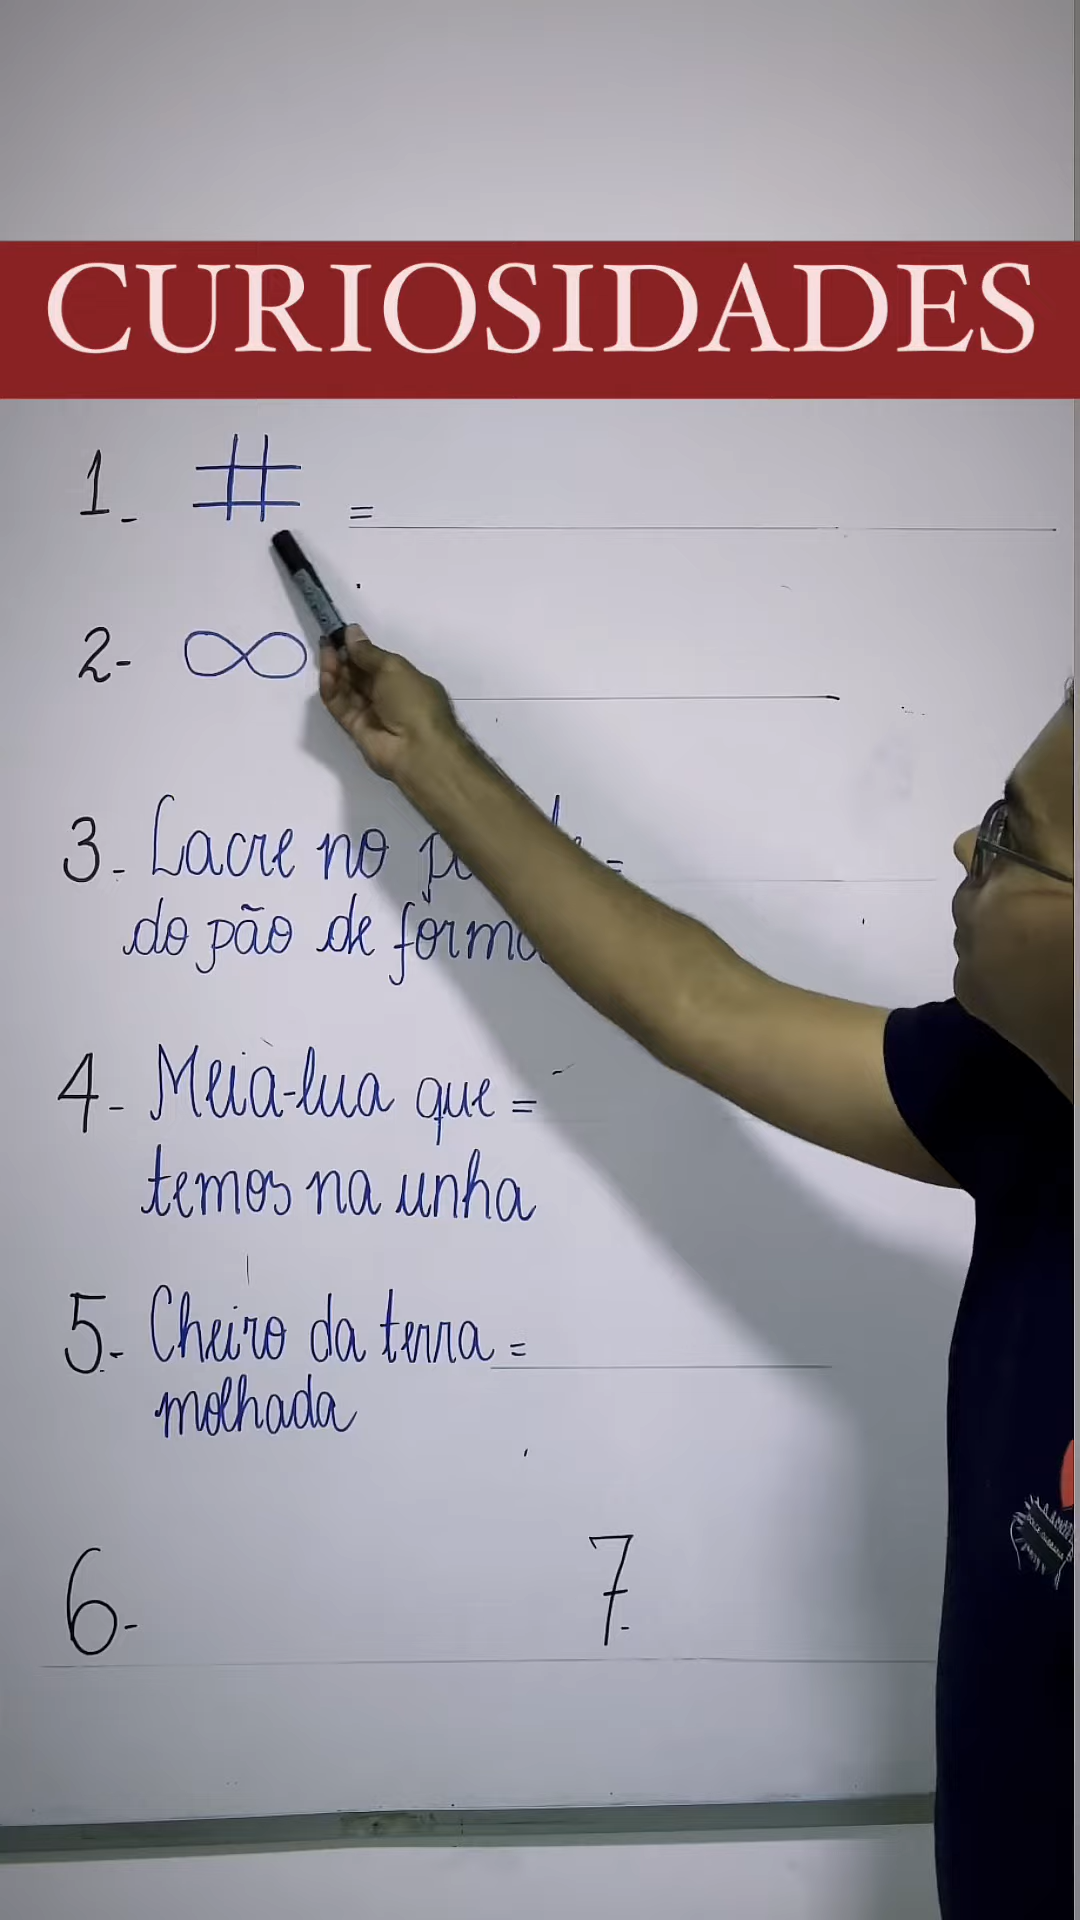 CURIOSIDADES
1- # =
2- ∞
3- Lacre no =
do pão de forma
4- Meia-lua que =
temos na unha
5- Cheiro da terra =
molhada
6- 7-